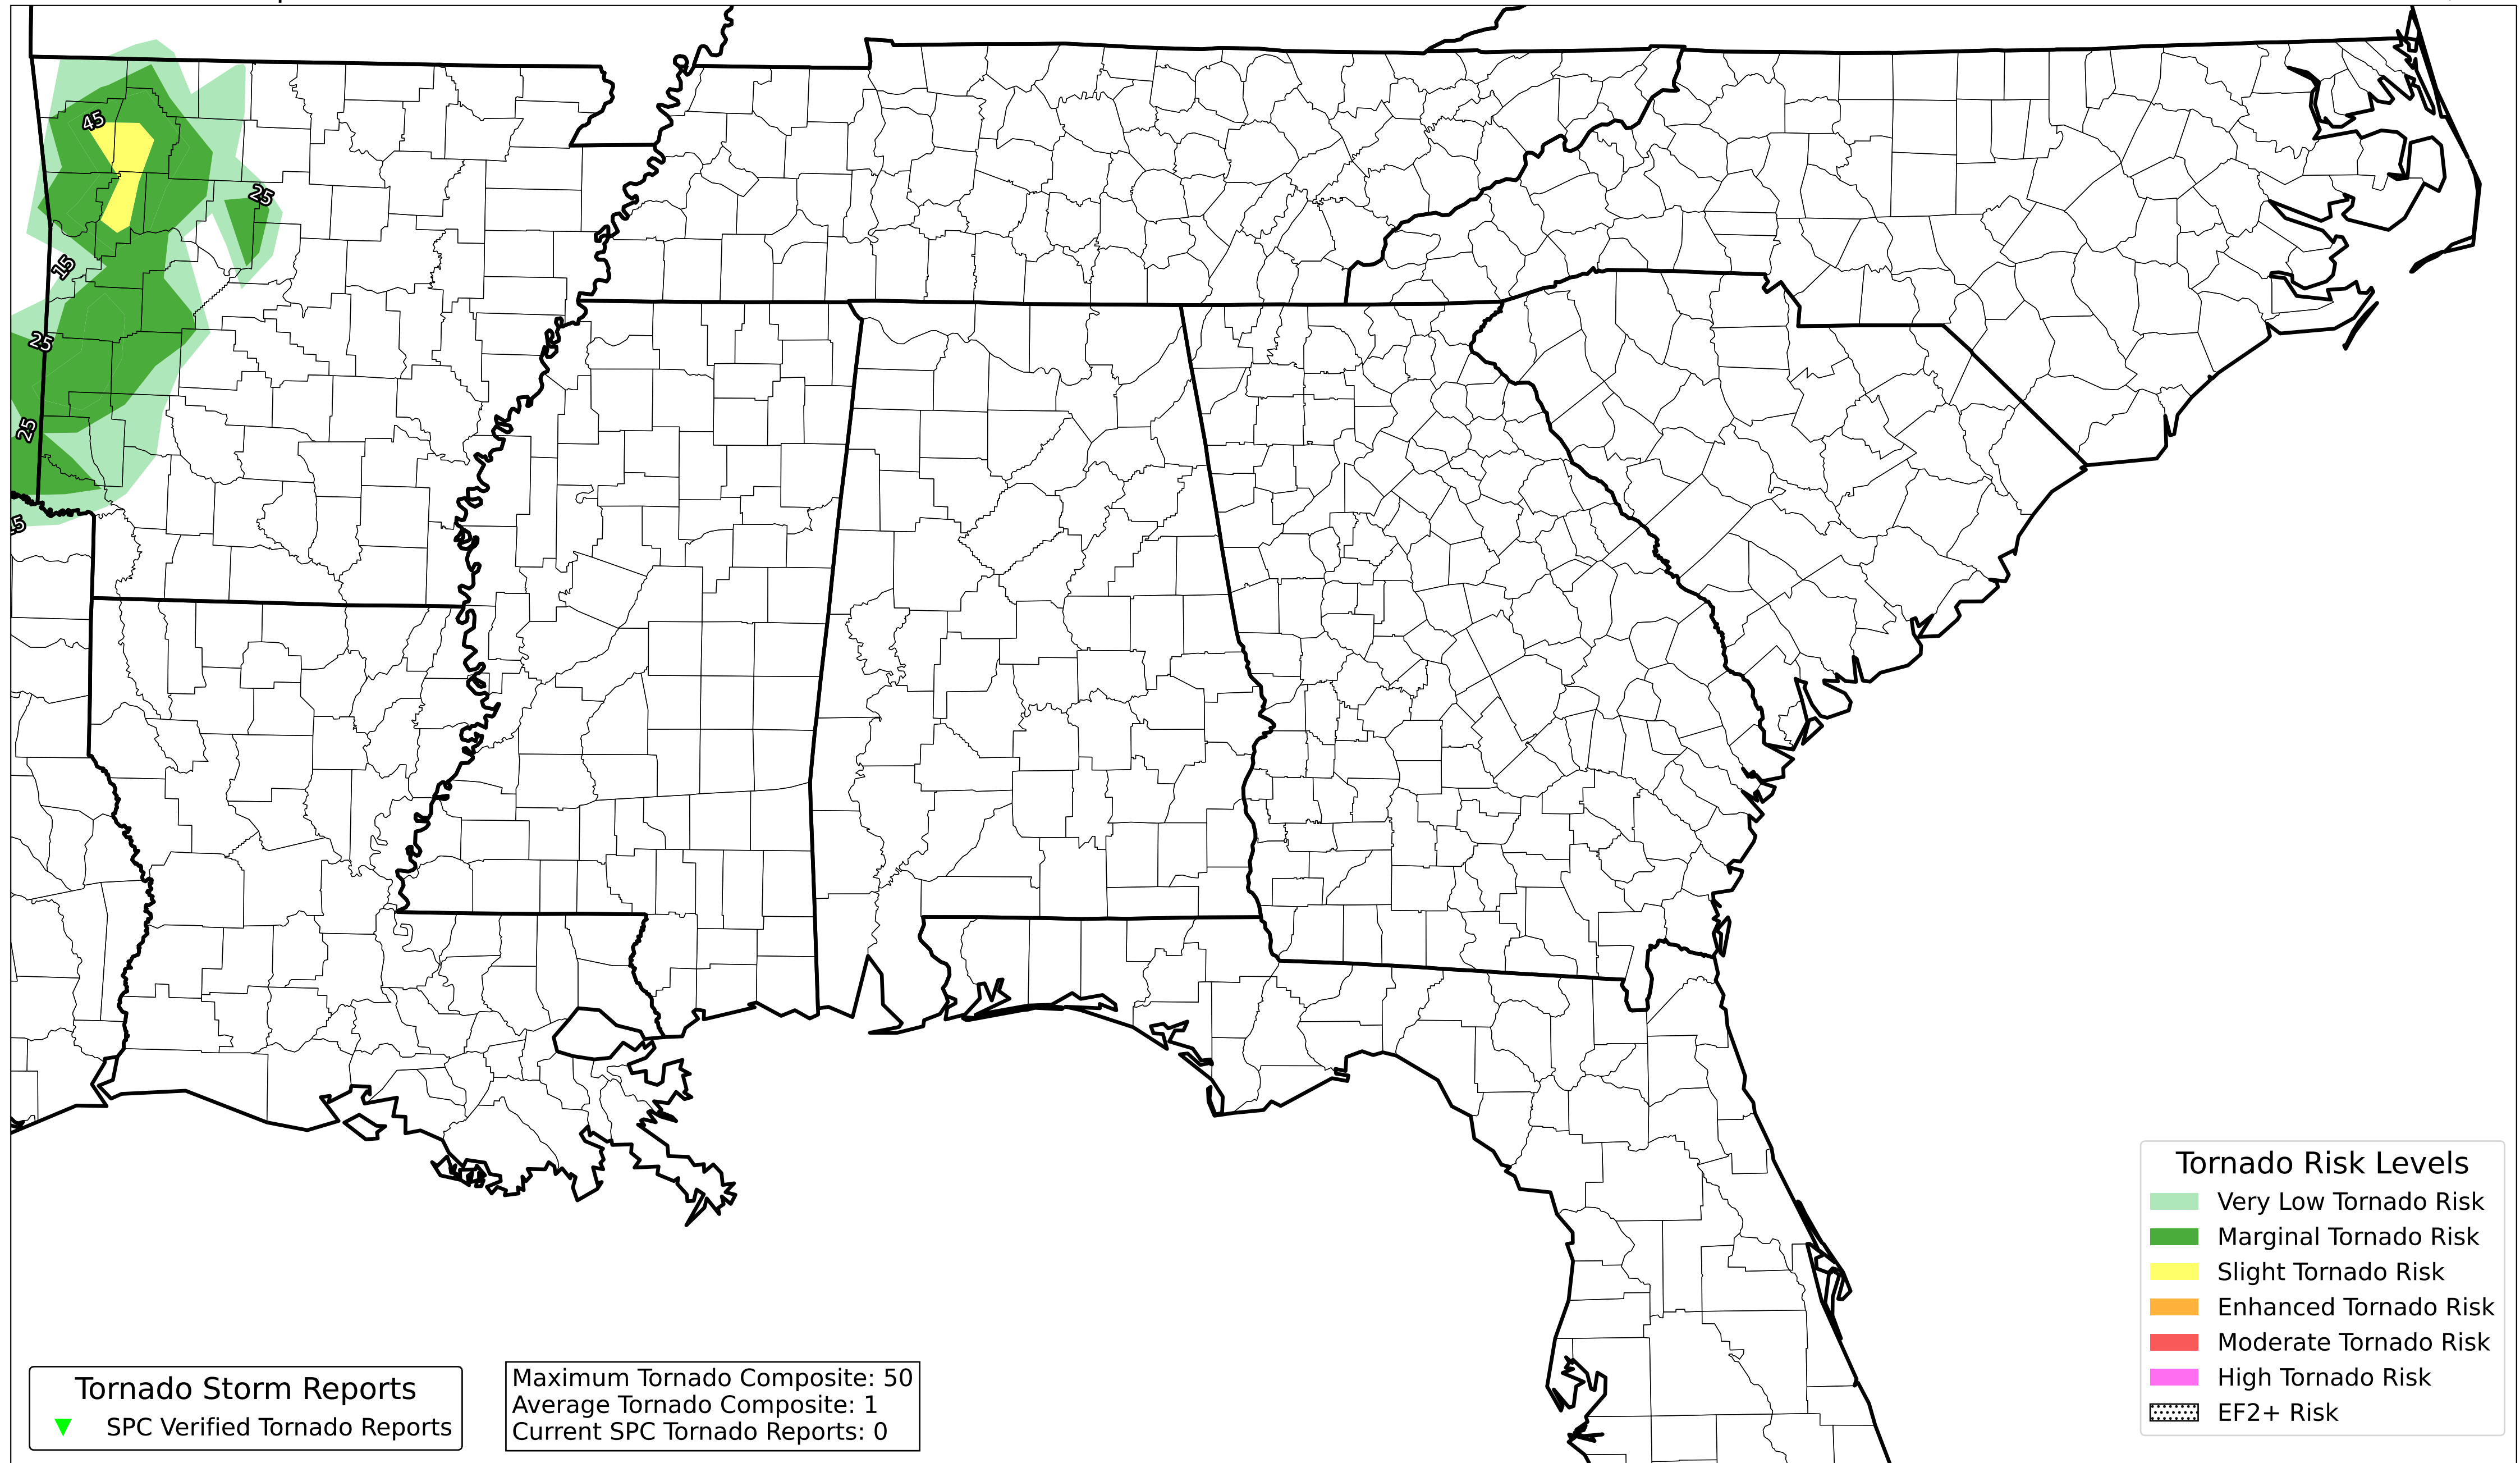 45
25
15
25
25
5
Tornado Risk Levels
Very Low Tornado Risk
Marginal Tornado Risk
Slight Tornado Risk
Enhanced Tornado Risk
Moderate Tornado Risk
High Tornado Risk
EF2+ Risk
Tornado Storm Reports
SPC Verified Tornado Reports
Maximum Tornado Composite: 50
Average Tornado Composite: 1
Current SPC Tornado Reports: 0